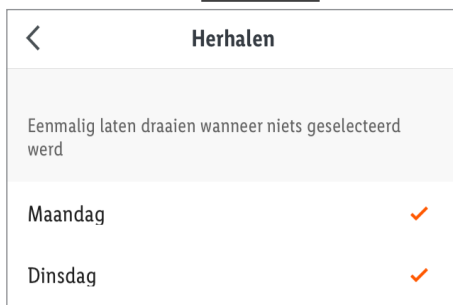 Herhalen
Eenmalig laten draaien wanneer niets geselecteerd
werd
Maandag
Dinsdag